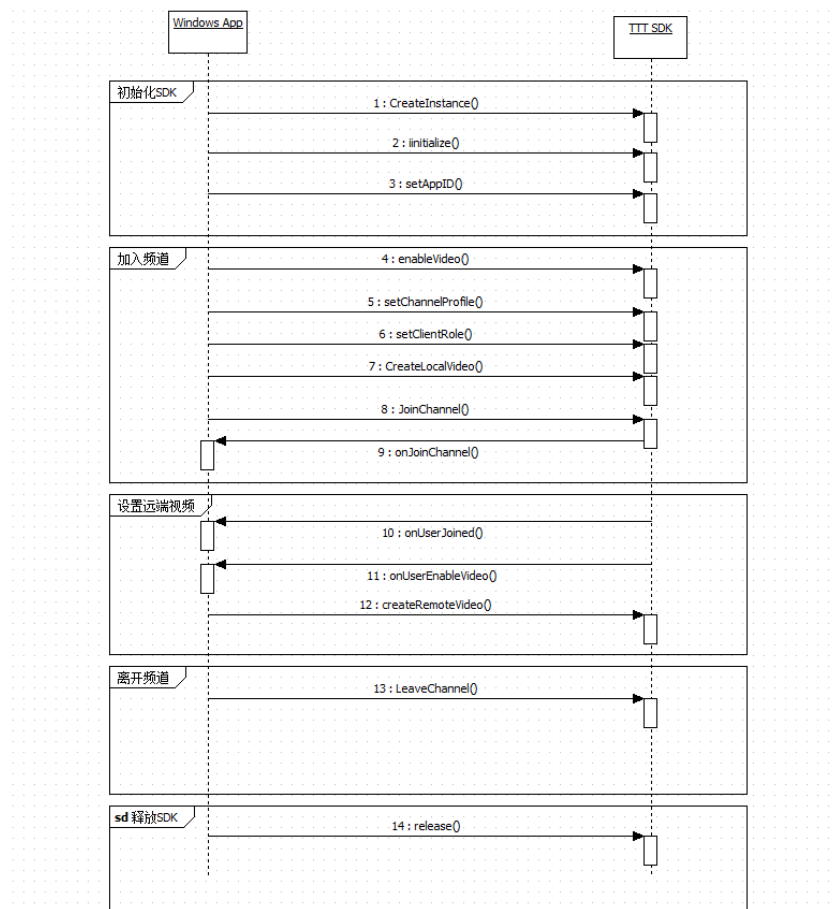 Windows App
TTT SDK
初始化SDK
1 : CreateInstance()
2 : iinitialize()
3 : setAppID()
加入频道
4 : enableVideo()
5 : setChannelProfile()
6 : setClientRole()
7 : CreateLocalVideo()
8 : JoinChannel()
9 : onJoinChannel()
设置远端视频
10 : onUserJoined()
11 : onUserEnableVideo()
12 : createRemoteVideo()
离开频道
13 : LeaveChannel()
sd 释放SDK
14 : release()